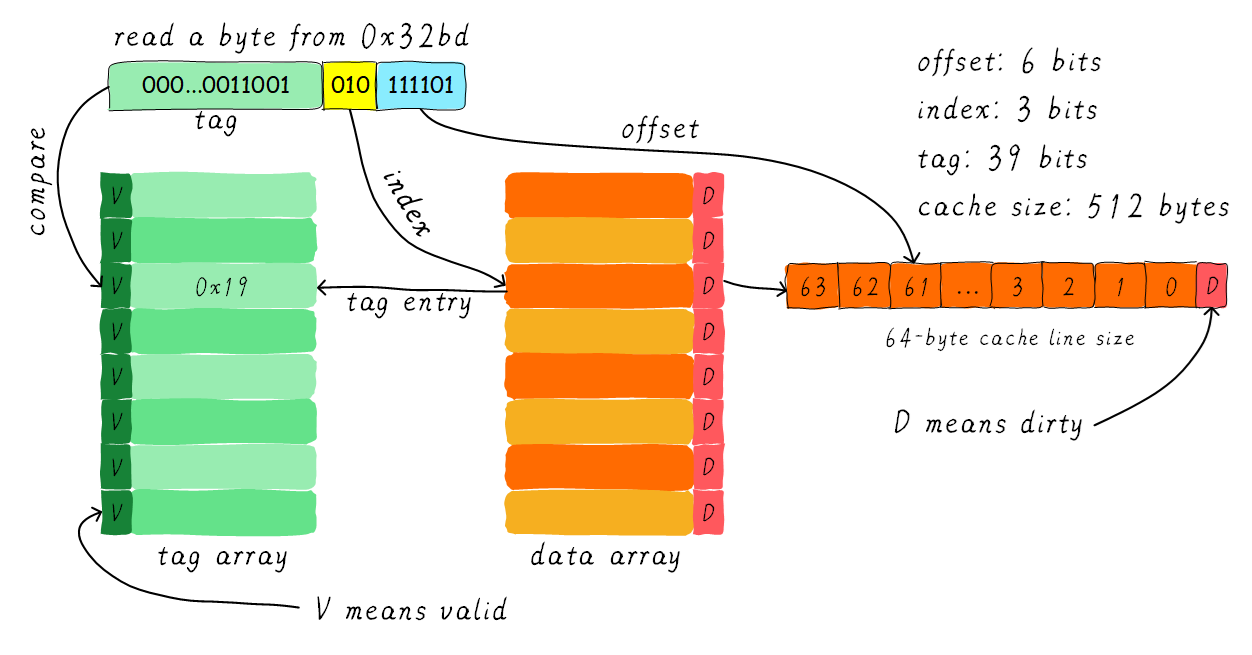 read a byte from 0x32bd
000...0011001 010 111101
tag
compare
index
offset
offset: 6 bits
index: 3 bits
tag: 39 bits
cache size: 512 bytes
V
V
V 0x19
V
V
V
V
V
tag array
tag entry
D
D
D
D
D
D
D
D
data array
63 62 61 ... 3 2 1 0 D
64-byte cache line size
D means dirty
V means valid